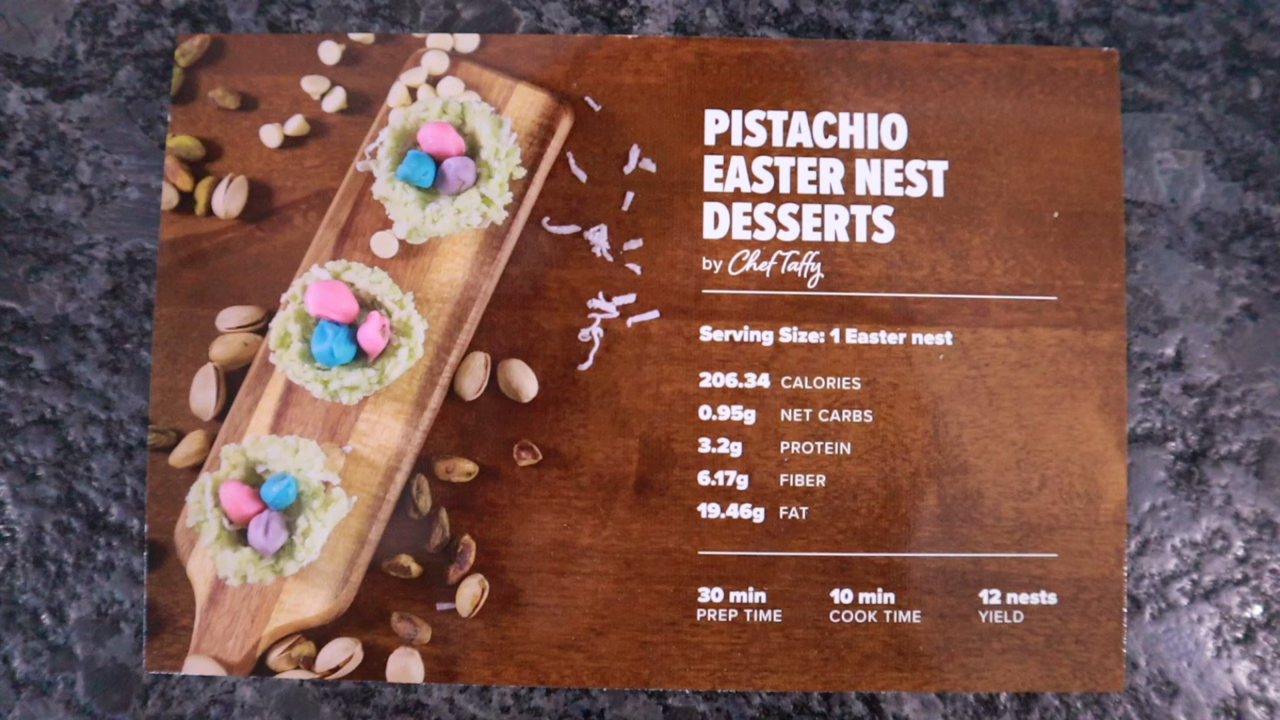 PISTACHIO
EASTER NEST
DESSERTS
by Chef Taffy
Serving Size: 1 Easter nest
206.34 CALORIES
0.95g NET CARBS
3.2g PROTEIN
6.17g FIBER
19.46g FAT
30 min 10 min 12 nests
PREP TIME COOK TIME YIELD